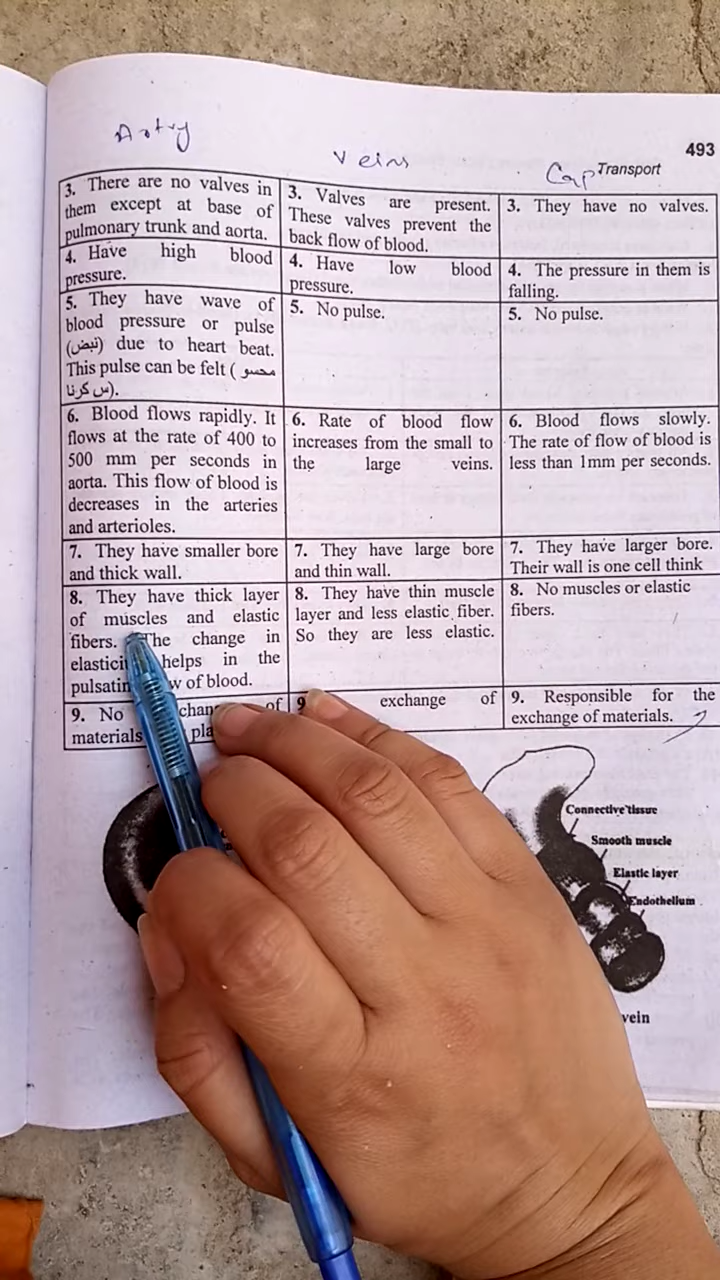 Artry
Veins
Cap
493
Transport
3. There are no valves in
them except at base of
pulmonary trunk and aorta.
3. Valves are present.
These valves prevent the
back flow of blood.
3. They have no valves.
4. Have high blood
pressure.
4. Have low blood
pressure.
4. The pressure in them is
falling.
5. They have wave of
blood pressure or pulse
(نبض) due to heart beat.
This pulse can be felt ( محسو
س کرنا).
5. No pulse.
5. No pulse.
6. Blood flows rapidly. It
flows at the rate of 400 to
500 mm per seconds in
aorta. This flow of blood is
decreases in the arteries
and arterioles.
6. Rate of blood flow
increases from the small to
the large veins.
6. Blood flows slowly.
The rate of flow of blood is
less than 1mm per seconds.
7. They have smaller bore
and thick wall.
7. They have large bore
and thin wall.
7. They have larger bore.
Their wall is one cell think
8. They have thick layer
of muscles and elastic
fibers. The change in
helps in the
of blood.
8. They have thin muscle
layer and less elastic fiber.
So they are less elastic.
8. No muscles or elastic
fibers.
9. No of
materials
9 exchange of
9. Responsible for the
exchange of materials.
Connective tissue
Smooth muscle
Elastic layer
Endothelium
vein